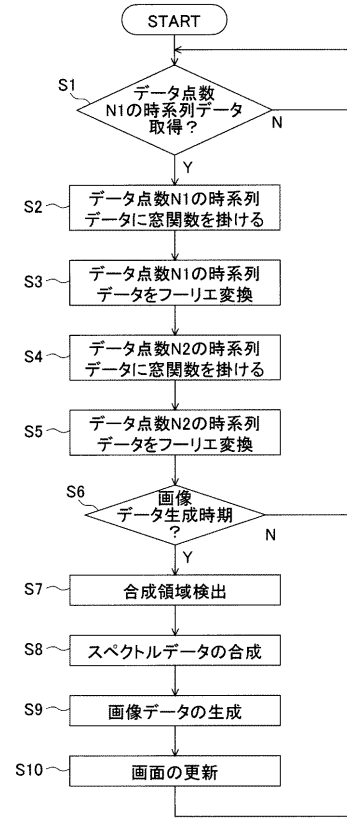 START
S1
データ点数
N1の時系列データ
取得？
N
Y
S2
データ点数N1の時系列
データに窓関数を掛ける
S3
データ点数N1の時系列
データをフーリエ変換
S4
データ点数N2の時系列
データに窓関数を掛ける
S5
データ点数N2の時系列
データをフーリエ変換
S6
画像
データ生成時期
？
N
Y
S7
合成領域検出
S8
スペクトルデータの合成
S9
画像データの生成
S10
画面の更新